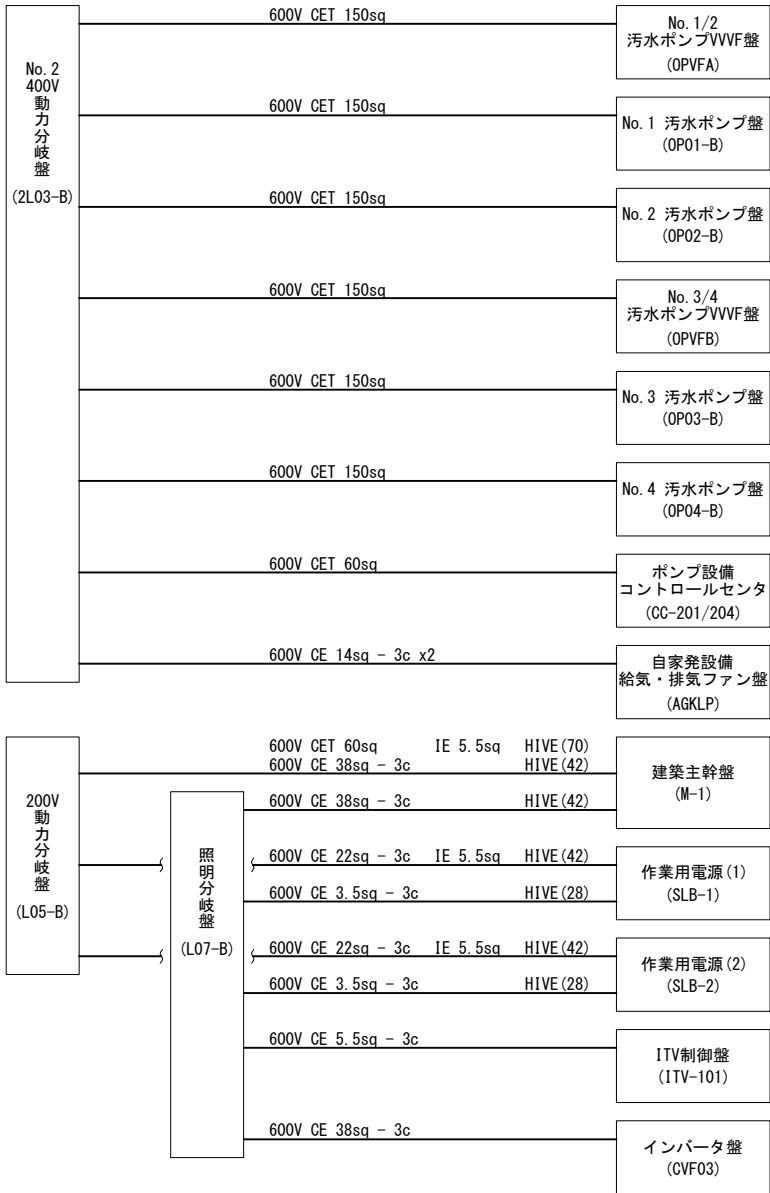 No. 2
400V
動力分岐盤
(2L03-B)
600V CET 150sq
No. 1/2
汚水ポンプVVVF盤
(OPVFA)
600V CET 150sq
No. 1 汚水ポンプ盤
(OP01-B)
600V CET 150sq
No. 2 汚水ポンプ盤
(OP02-B)
600V CET 150sq
No. 3/4
汚水ポンプVVVF盤
(OPVFB)
600V CET 150sq
No. 3 汚水ポンプ盤
(OP03-B)
600V CET 150sq
No. 4 汚水ポンプ盤
(OP04-B)
600V CET 60sq
ポンプ設備
コントロールセンタ
(CC-201/204)
600V CE 14sq - 3c x2
自家発設備
給気・排気ファン盤
(AGKLP)
200V
動力分岐盤
(L05-B)
照明分岐盤
(L07-B)
600V CET 60sq IE 5.5sq HIVE(70)
600V CE 38sq - 3c HIVE(42)
600V CE 38sq - 3c HIVE(42)
建築主幹盤
(M-1)
600V CE 22sq - 3c IE 5.5sq HIVE(42)
600V CE 3.5sq - 3c HIVE(28)
作業用電源(1)
(SLB-1)
600V CE 22sq - 3c IE 5.5sq HIVE(42)
600V CE 3.5sq - 3c HIVE(28)
作業用電源(2)
(SLB-2)
600V CE 5.5sq - 3c
ITV制御盤
(ITV-101)
600V CE 38sq - 3c
インバータ盤
(CVF03)